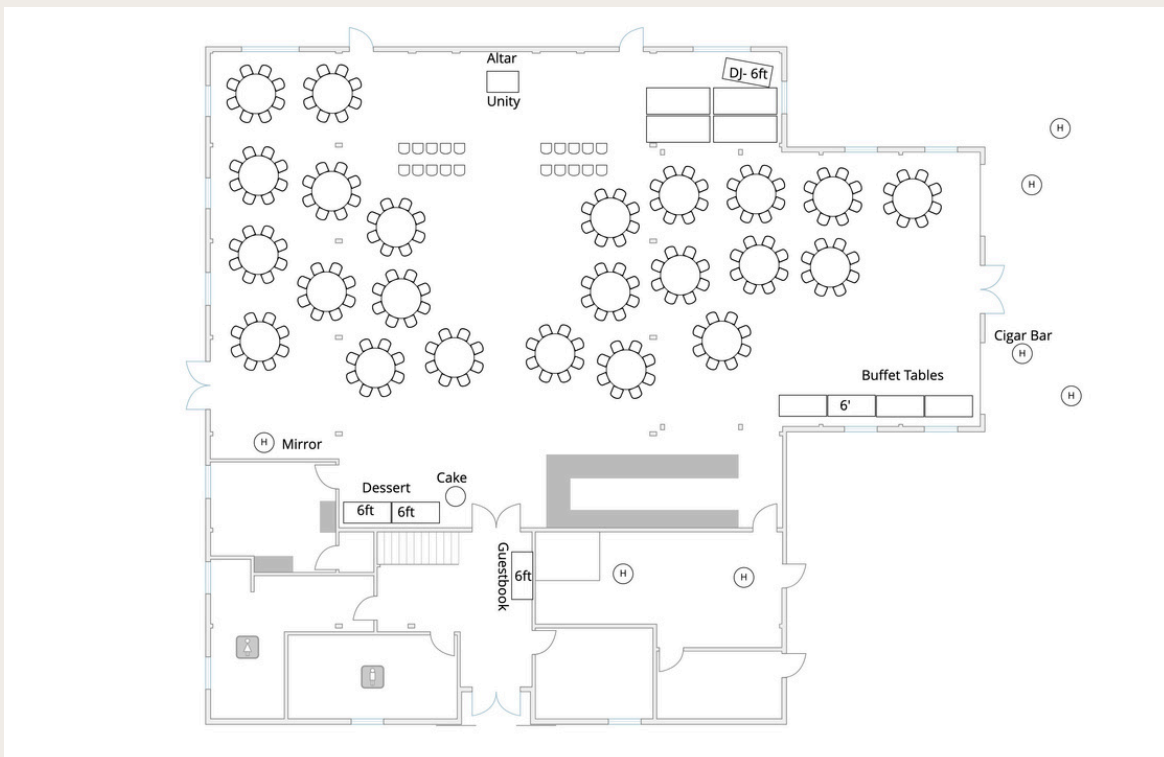 Altar
Unity
DJ- 6ft
H
H
Cigar Bar
H
H
Buffet Tables
6'
H Mirror
Dessert
6ft 6ft
Cake
Guestbook
6ft
H
H